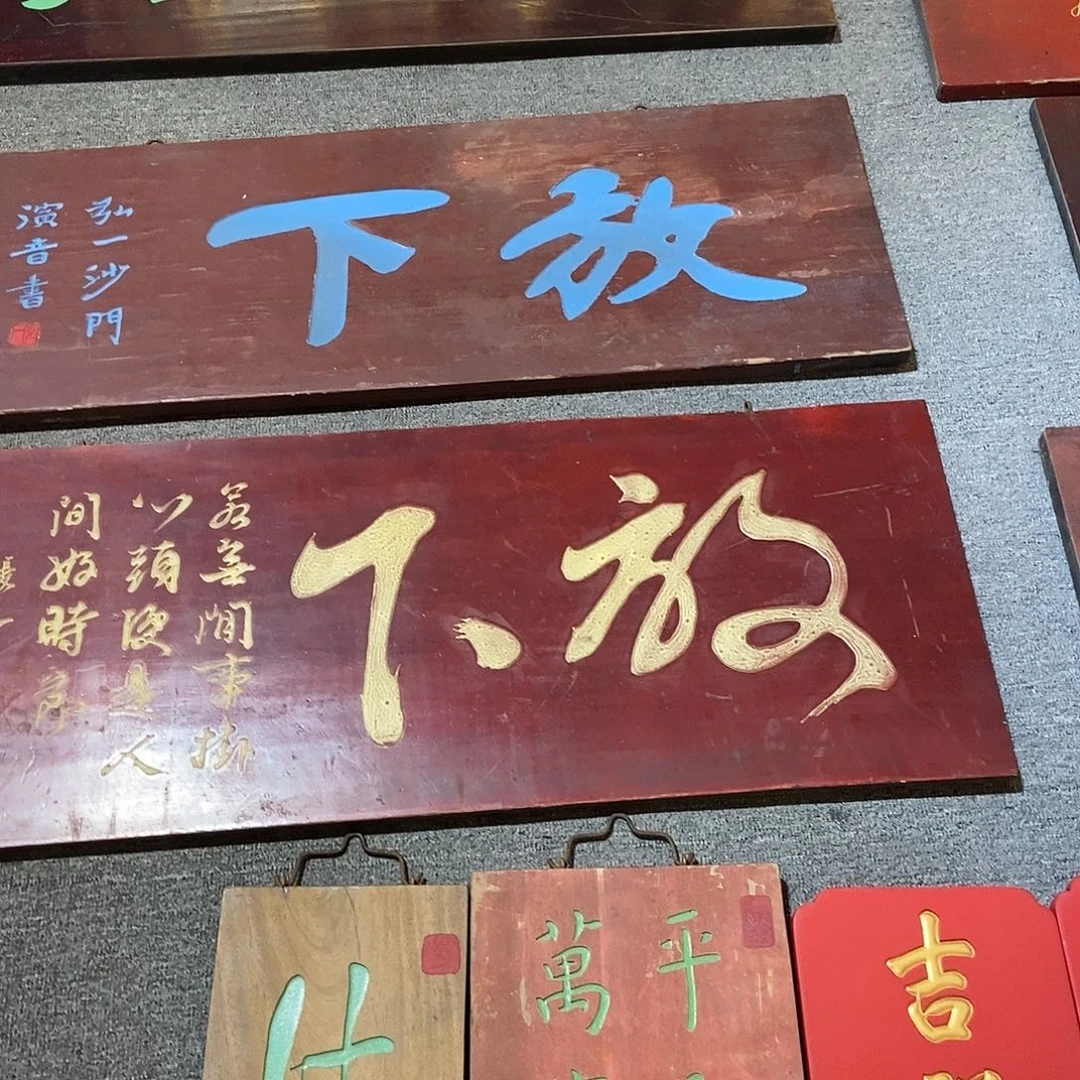 放下
弘一沙門
演音書
放下
若無閒事掛
心頭便是人
間好時節
平
萬
吉